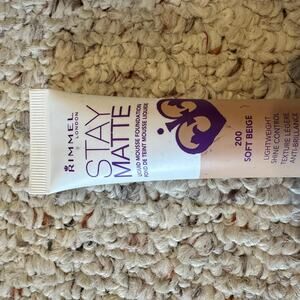 RIMMEL
LONDON
STAY
MATTE
LIQUID MOUSSE FOUNDATION
FOND DE TEINT MOUSSE LIQUIDE
200
SOFT BEIGE
LIGHTWEIGHT
SHINE CONTROL
TEXTURE LÉGÈRE
ANTI-BRILLANCE